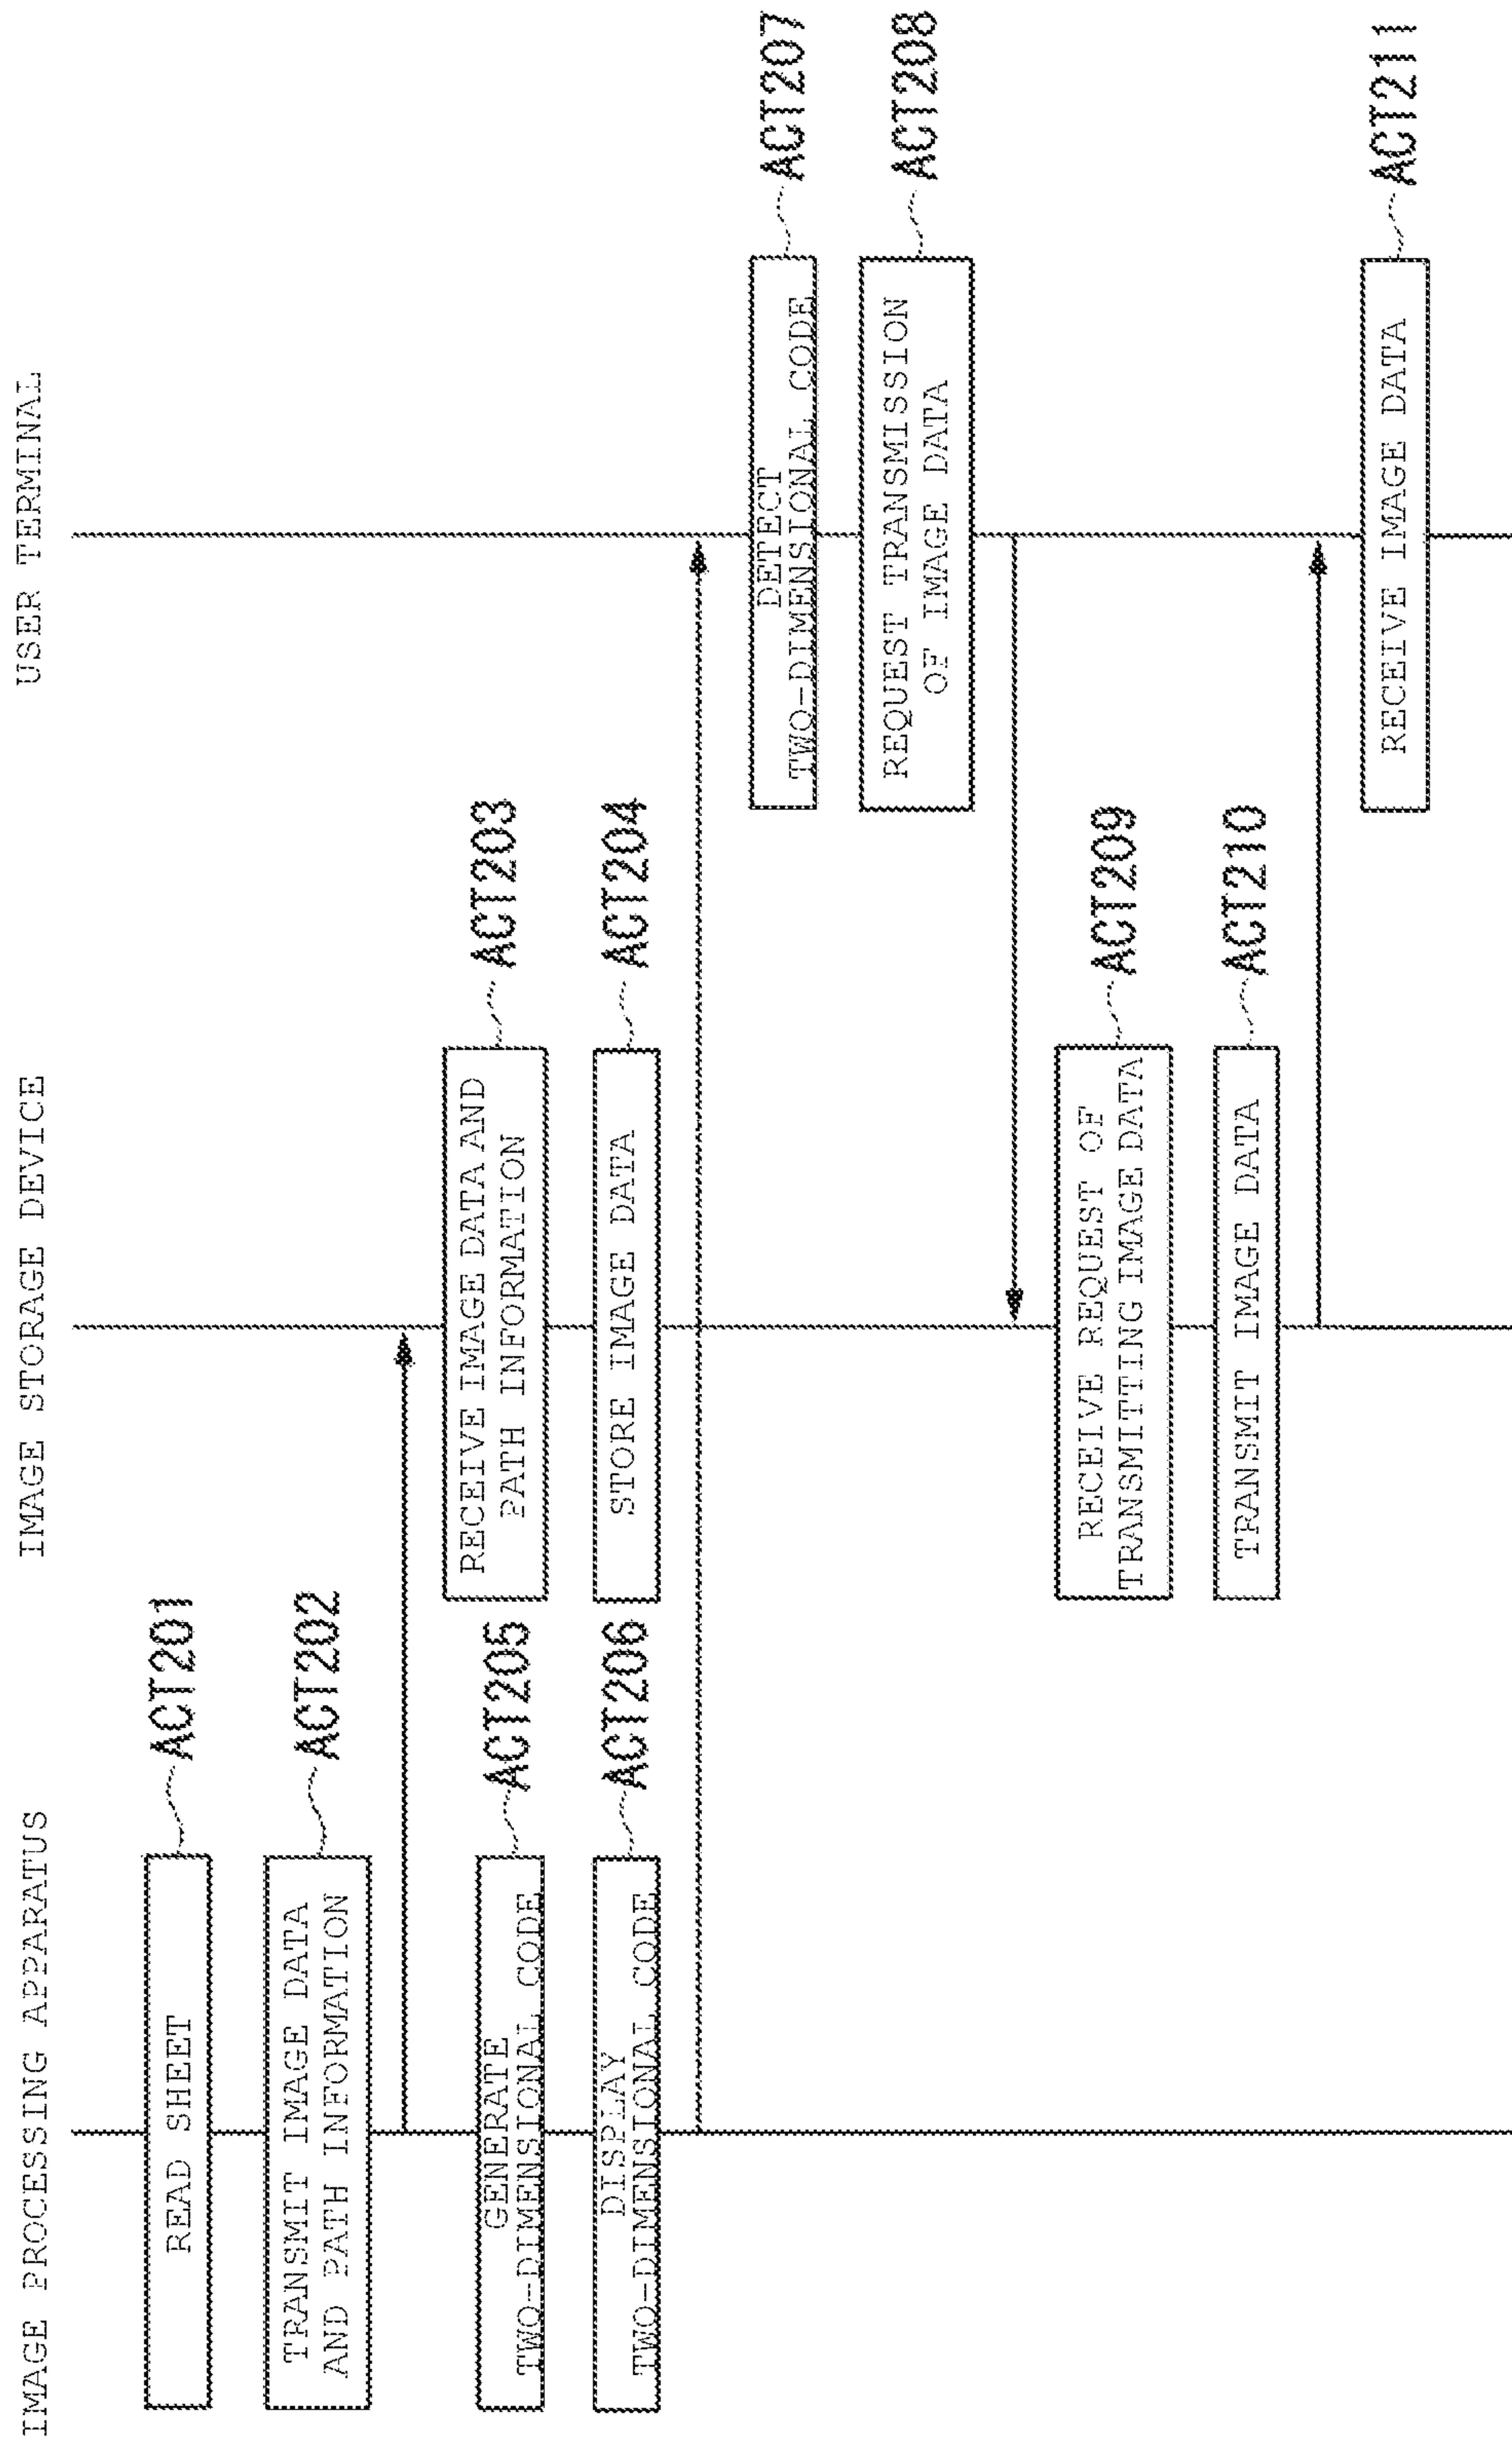 IMAGE PROCESSING APPARATUS
IMAGE STORAGE DEVICE
USER TERMINAL
READ SHEET
ACT201
TRANSMIT IMAGE DATA
AND PATH INFORMATION
ACT202
RECEIVE IMAGE DATA AND
PATH INFORMATION
ACT203
GENERATE
TWO-DIMENSIONAL CODE
ACT205
STORE IMAGE DATA
ACT204
DISPLAY
TWO-DIMENSIONAL CODE
ACT206
DETECT
TWO-DIMENSIONAL CODE
ACT207
REQUEST TRANSMISSION
OF IMAGE DATA
ACT208
RECEIVE REQUEST OF
TRANSMITTING IMAGE DATA
ACT209
TRANSMIT IMAGE DATA
ACT210
RECEIVE IMAGE DATA
ACT211